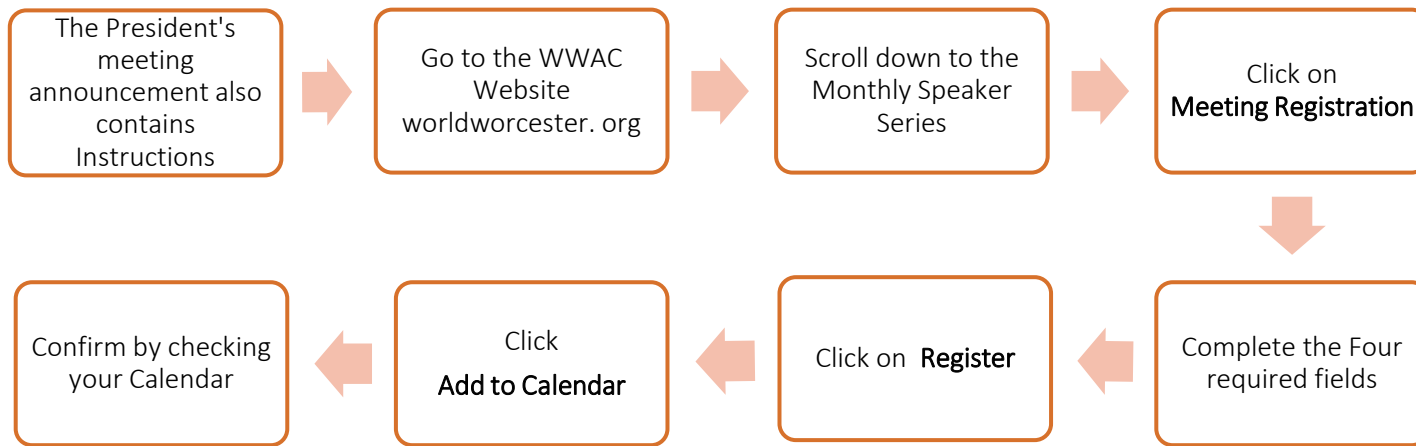 The President's
meeting
announcement also
contains
Instructions
Go to the WWAC
Website
worldworcester. org
Scroll down to the
Monthly Speaker
Series
Click on
Meeting Registration
Complete the Four
required fields
Click on Register
Click
Add to Calendar
Confirm by checking
your Calendar